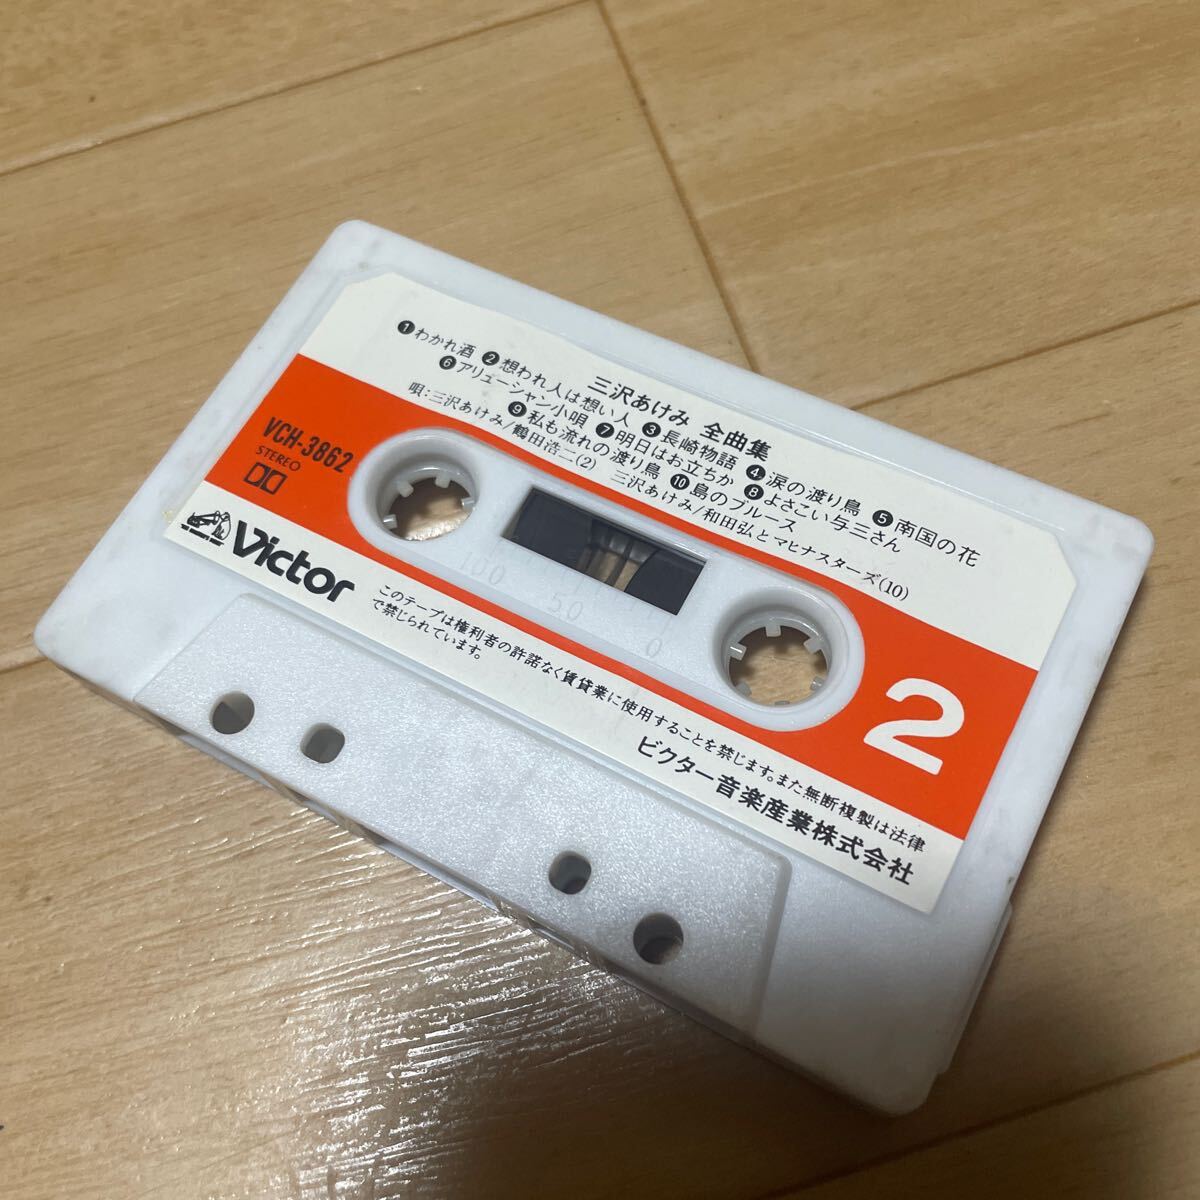 三沢あけみ 全曲集
❶わかれ酒 ❷想われ人は想い人 ❸長崎物語 ❹涙の渡り鳥 ❺南国の花
❻アリューシャン小唄 ❼明日はお立ちか ❽よさこい与三さん
❾私も流れの渡り鳥 ❿島のブルース
唄:三沢あけみ/鶴田浩二(2) 三沢あけみ/和田弘とマヒナスターズ(10)
VCH-3862
STEREO
100 50 0
2
Victor
このテープは権利者の許諾なく賃貸業に使用することを禁じます。また無断複製は法律
で禁じられています。
ビクター音楽産業株式会社